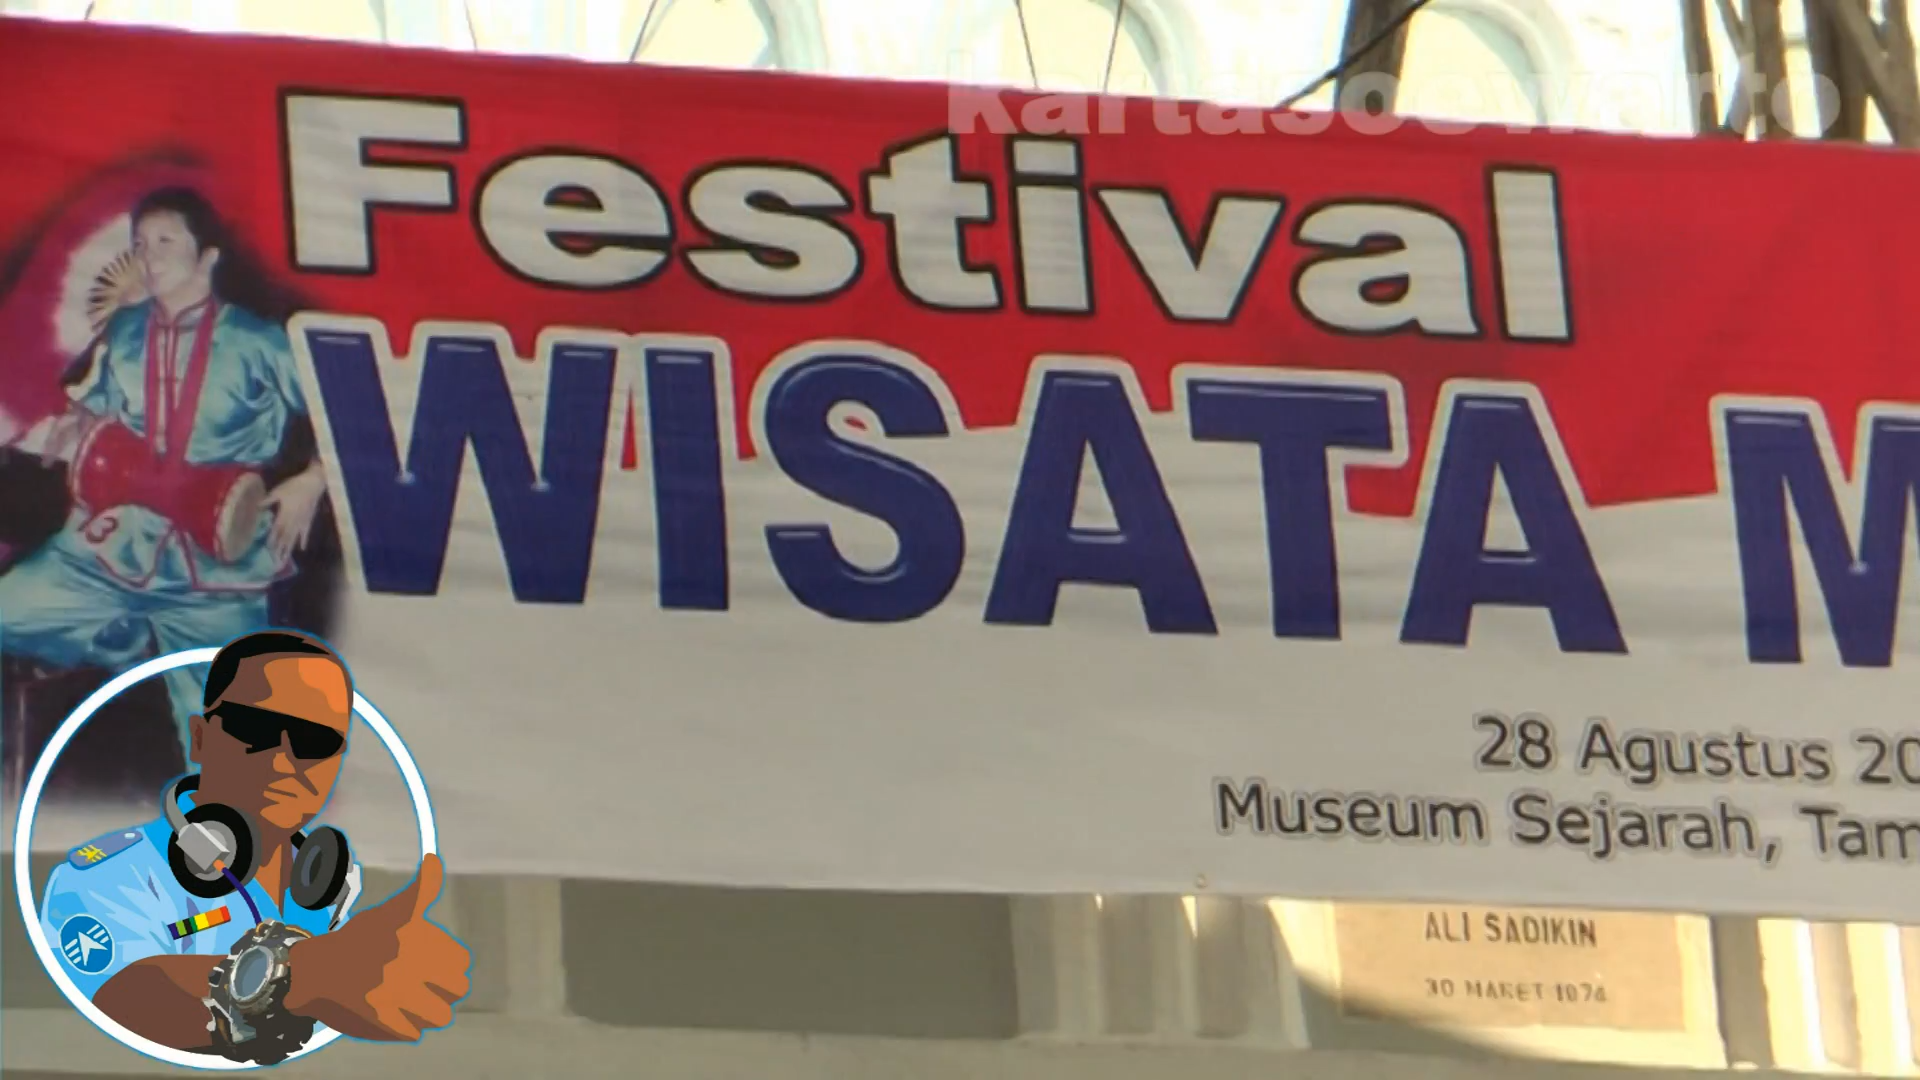 kartasoewarto
Festival
WISATA M
28 Agustus 20
Museum Sejarah, Tam
ALI SADIKIN
30 MARET 1974